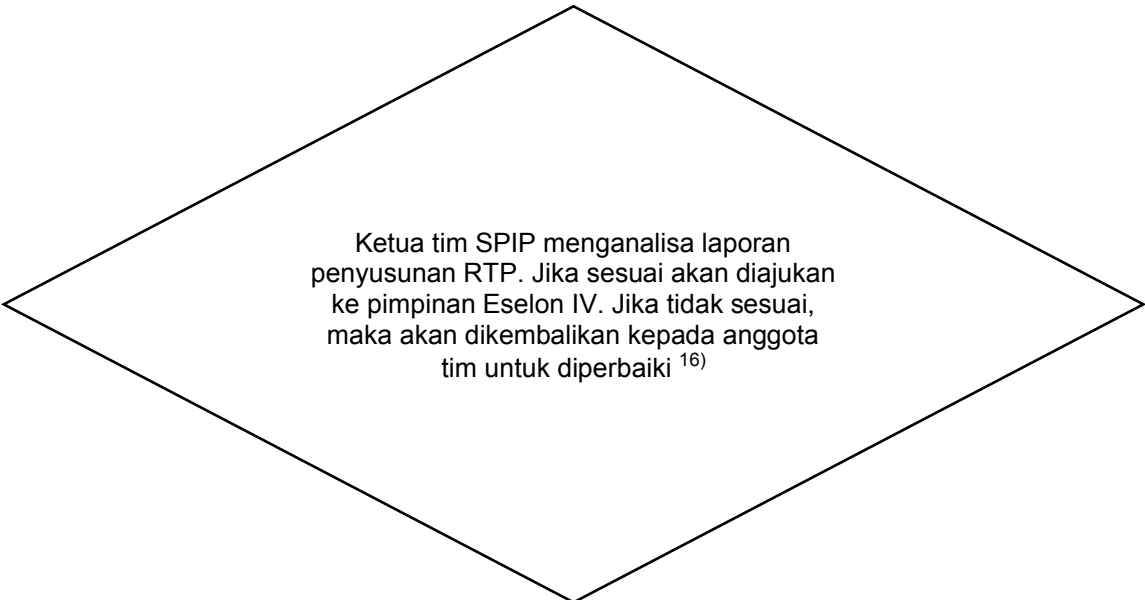 Ketua tim SPIP menganalisa laporan
penyusunan RTP. Jika sesuai akan diajukan
ke pimpinan Eselon IV. Jika tidak sesuai,
maka akan dikembalikan kepada anggota
tim untuk diperbaiki 16)